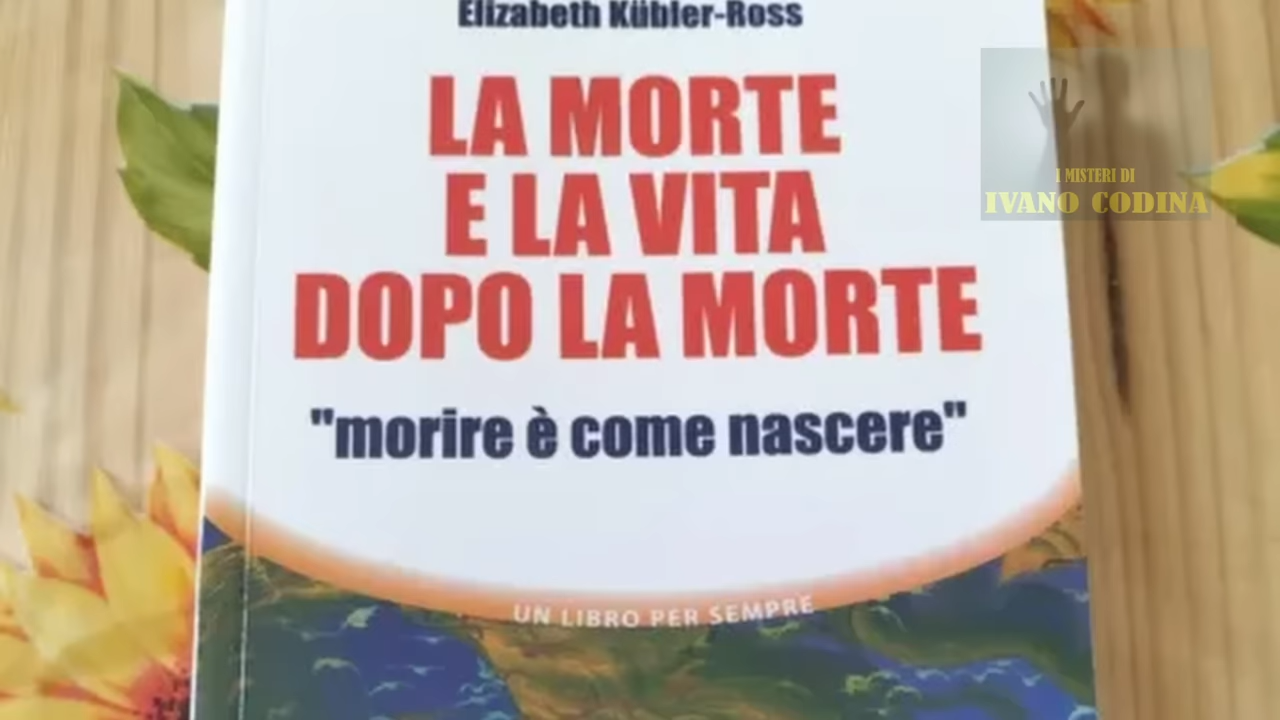 Elizabeth Kübler-Ross
LA MORTE
E LA VITA
DOPO LA MORTE
"morire è come nascere"
UN LIBRO PER SEMPRE
I MISTERI DI
IVANO CODINA